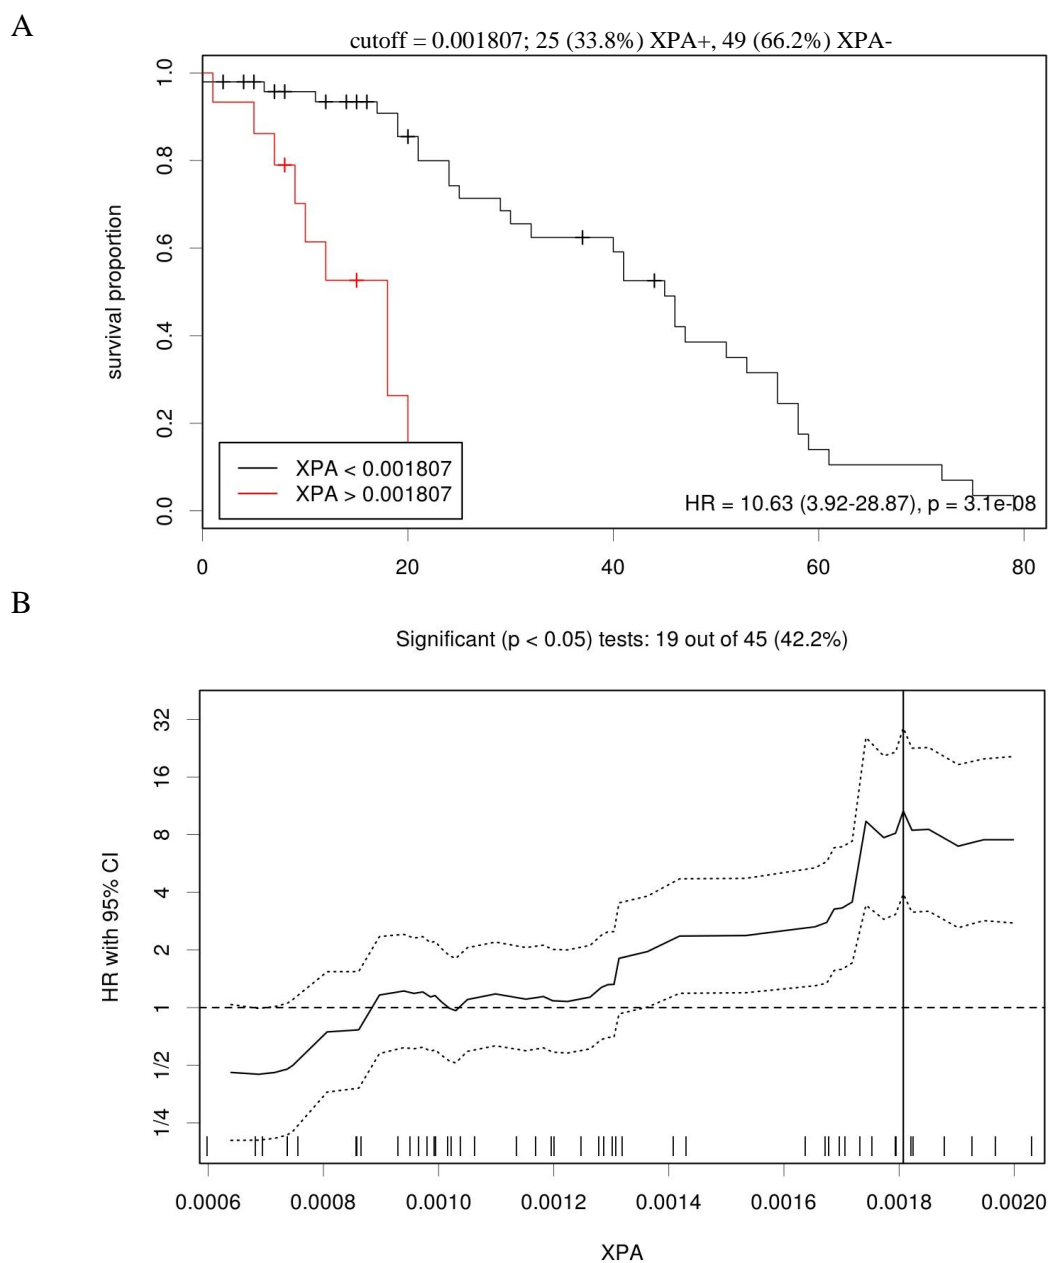 A
cutoff = 0.001807; 25 (33.8%) XPA+, 49 (66.2%) XPA-
survival proportion
1.0
0.8
0.6
0.4
0.2
0.0
XPA < 0.001807
XPA > 0.001807
HR = 10.63 (3.92-28.87), p = 3.1e-08
0 20 40 60 80
B
Significant (p < 0.05) tests: 19 out of 45 (42.2%)
HR with 95% CI
32
16
8
4
2
1
1/2
1/4
0.0006 0.0008 0.0010 0.0012 0.0014 0.0016 0.0018 0.0020
XPA